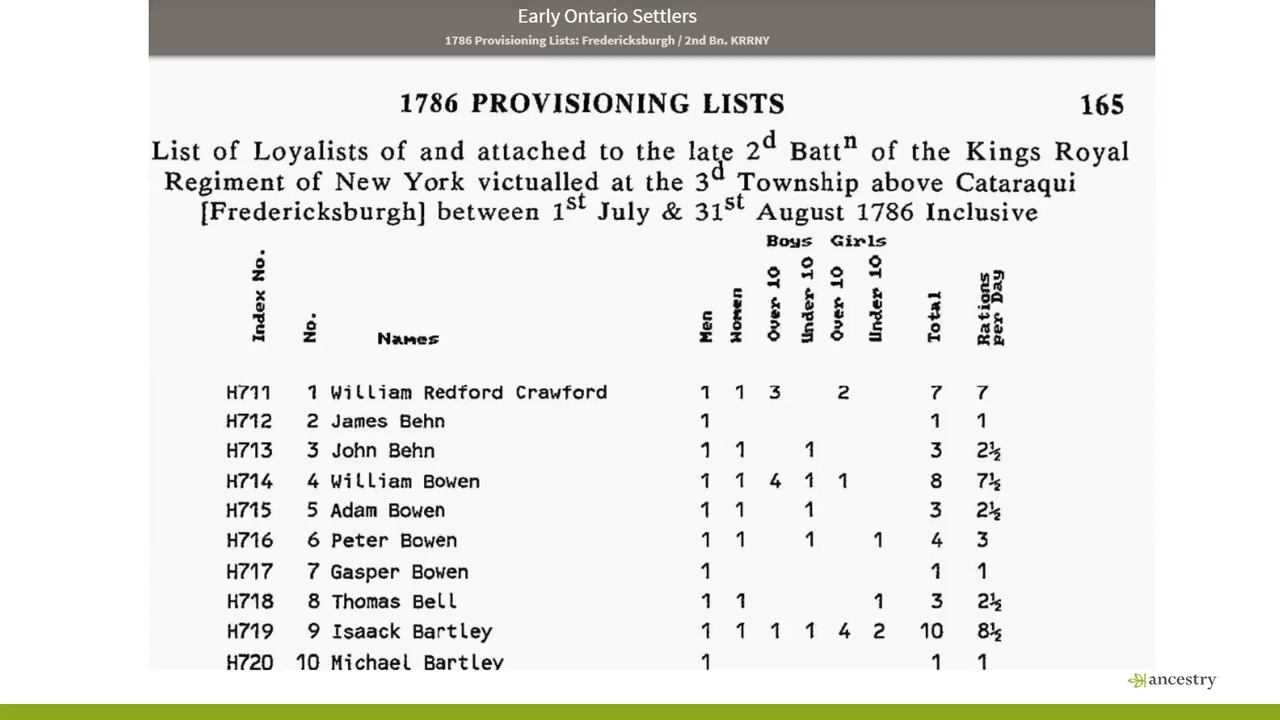 Early Ontario Settlers
1786 Provisioning Lists: Fredericksburgh / 2nd Bn. KRRNY
1786 PROVISIONING LISTS 165
List of Loyalists of and attached to the late 2d Battn of the Kings Royal
Regiment of New York victualled at the 3d Township above Cataraqui
[Fredericksburgh] between 1st July & 31st August 1786 Inclusive
Boys Girls
Index No. No. Names Men Women Over 10 Under 10 Over 10 Under 10 Total Rations per Day
H711 1 William Redford Crawford 1 1 3 2 7 7
H712 2 James Behn 1 1 1
H713 3 John Behn 1 1 1 3 2½
H714 4 William Bowen 1 1 4 1 1 8 7½
H715 5 Adam Bowen 1 1 1 3 2½
H716 6 Peter Bowen 1 1 1 1 4 3
H717 7 Gasper Bowen 1 1 1
H718 8 Thomas Bell 1 1 1 3 2½
H719 9 Isaack Bartley 1 1 1 1 4 2 10 8½
H720 10 Michael Bartley 1 1 1
ancestry